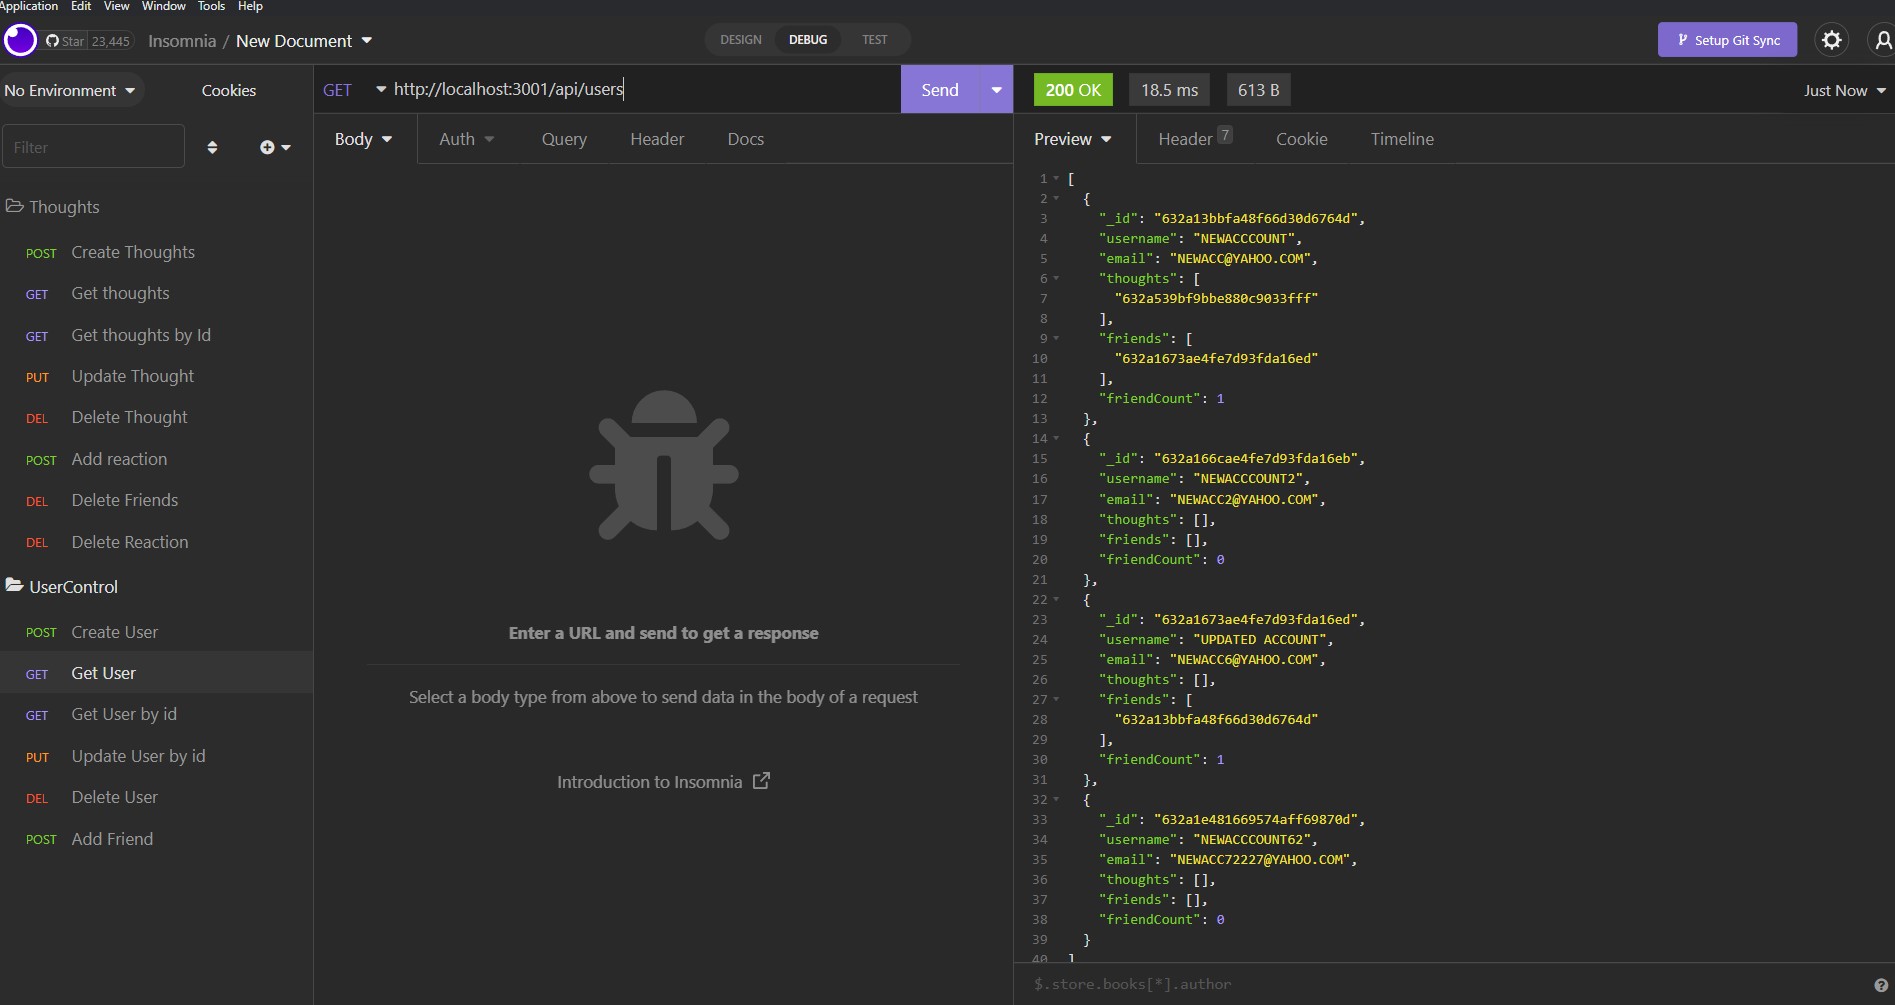 Application Edit View Window Tools Help
Star 23,445 Insomnia / New Document
DESIGN DEBUG TEST
Setup Git Sync
No Environment Cookies
Filter
Thoughts
POST Create Thoughts
GET Get thoughts
GET Get thoughts by Id
PUT Update Thought
DEL Delete Thought
POST Add reaction
DEL Delete Friends
DEL Delete Reaction
UserControl
POST Create User
GET Get User
GET Get User by id
PUT Update User by id
DEL Delete User
POST Add Friend
GET http://localhost:3001/api/users Send
Body Auth Query Header Docs
Enter a URL and send to get a response
Select a body type from above to send data in the body of a request
Introduction to Insomnia
200 OK 18.5 ms 613 B Just Now
Preview Header 7 Cookie Timeline
1 [
2 {
3 "_id": "632a13bbfa48f66d30d6764d",
4 "username": "NEWACCCOUNT",
5 "email": "NEWACC@YAHOO.COM",
6 "thoughts": [
7 "632a539bf9bbe880c9033fff"
8 ],
9 "friends": [
10 "632a1673ae4fe7d93fda16ed"
11 ],
12 "friendCount": 1
13 },
14 {
15 "_id": "632a166cae4fe7d93fda16eb",
16 "username": "NEWACCCOUNT2",
17 "email": "NEWACC2@YAHOO.COM",
18 "thoughts": [],
19 "friends": [],
20 "friendCount": 0
21 },
22 {
23 "_id": "632a1673ae4fe7d93fda16ed",
24 "username": "UPDATED ACCOUNT",
25 "email": "NEWACC6@YAHOO.COM",
26 "thoughts": [],
27 "friends": [
28 "632a13bbfa48f66d30d6764d"
29 ],
30 "friendCount": 1
31 },
32 {
33 "_id": "632a1e481669574aff69870d",
34 "username": "NEWACCCOUNT62",
35 "email": "NEWACC72227@YAHOO.COM",
36 "thoughts": [],
37 "friends": [],
38 "friendCount": 0
39 }
40 ]
$.store.books[*].author